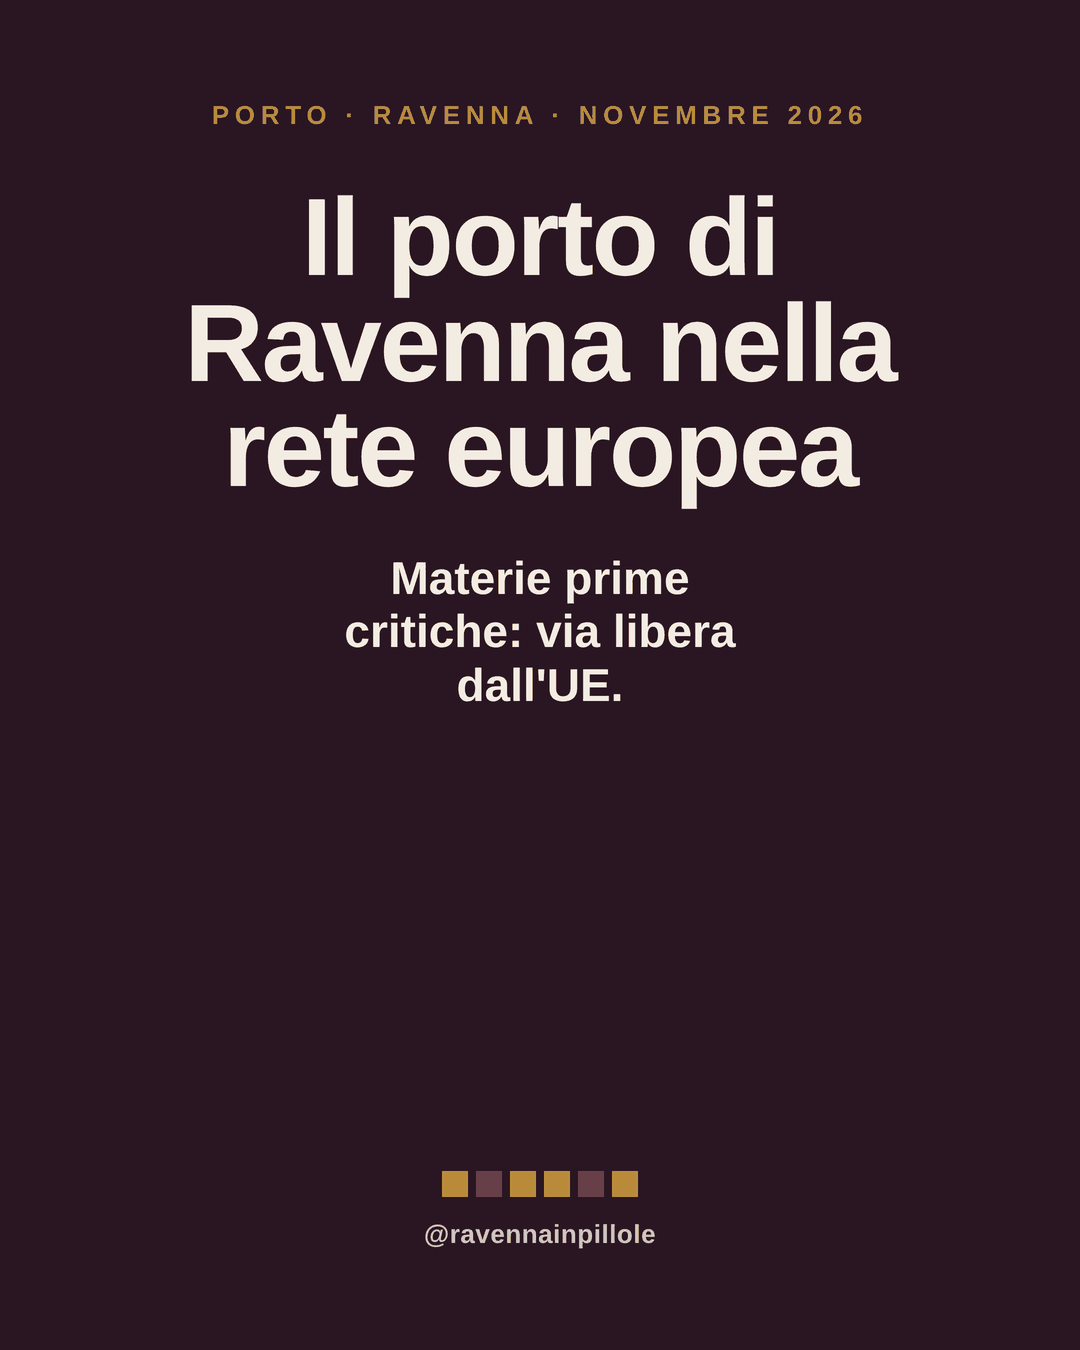 PORTO · RAVENNA · NOVEMBRE 2026
Il porto di
Ravenna nella
rete europea
Materie prime
critiche: via libera
dall'UE.
@ravennainpillole